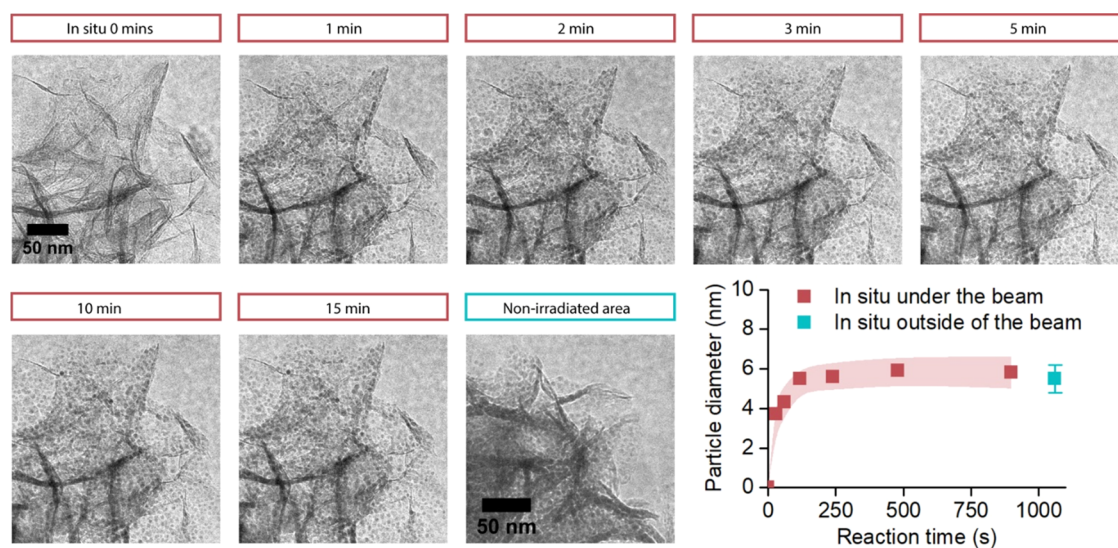 In situ 0 mins
1 min
2 min
3 min
5 min
50 nm
10 min
15 min
Non-irradiated area
50 nm
Particle diameter (nm)
10
8
6
4
2
0
In situ under the beam
In situ outside of the beam
0 250 500 750 1000
Reaction time (s)